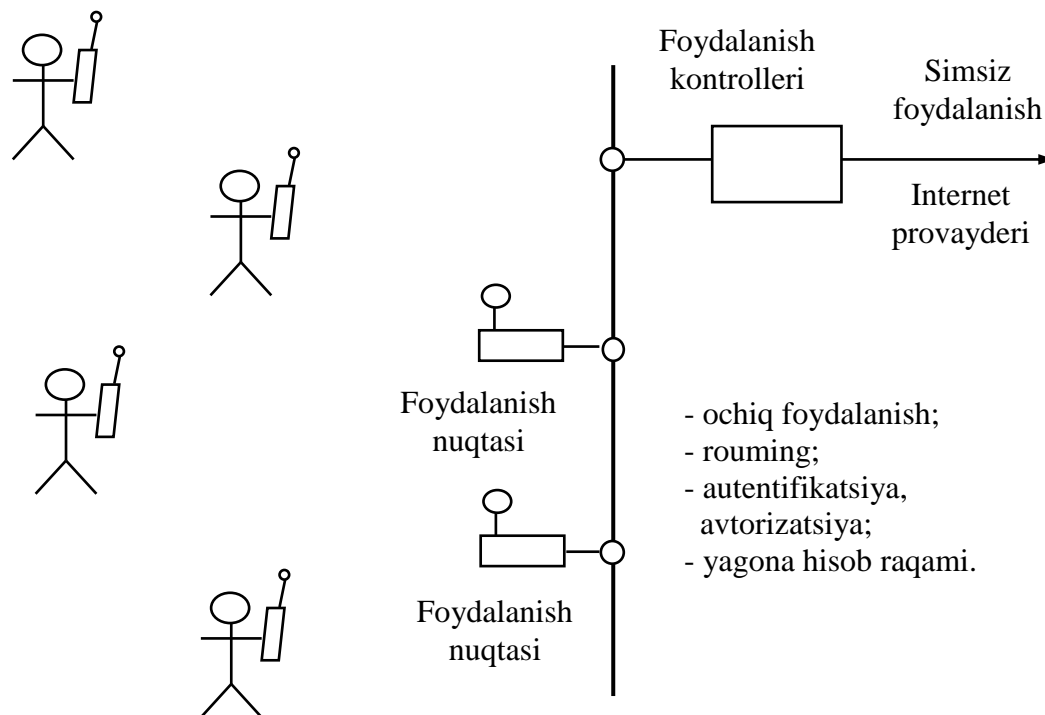 Foydalanish
kontrolleri
Simsiz
foydalanish
Internet
provayderi
Foydalanish
nuqtasi
- ochiq foydalanish;
- rouming;
- autentifikatsiya,
avtorizatsiya;
- yagona hisob raqami.
Foydalanish
nuqtasi